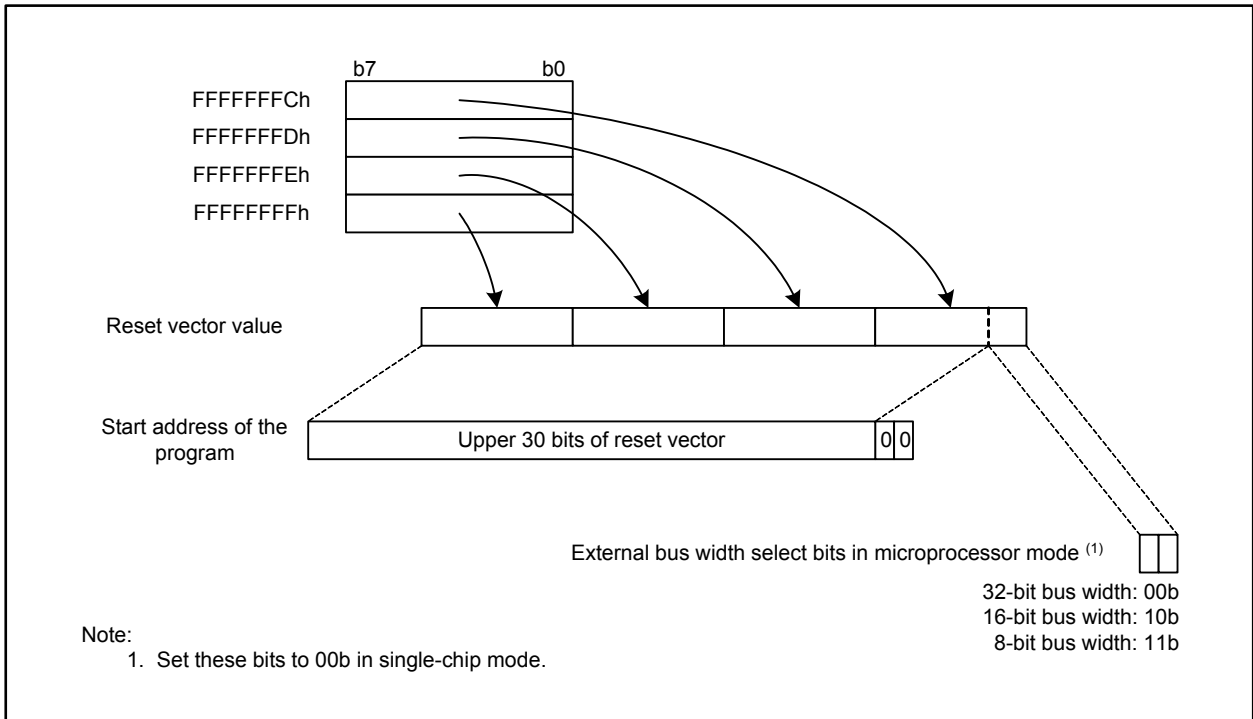 b7 b0
FFFFFFFCh
FFFFFFFDh
FFFFFFFEh
FFFFFFFFh
Reset vector value
Start address of the
program
Upper 30 bits of reset vector
0 0
External bus width select bits in microprocessor mode (1)
32-bit bus width: 00b
16-bit bus width: 10b
8-bit bus width: 11b
Note:
1. Set these bits to 00b in single-chip mode.